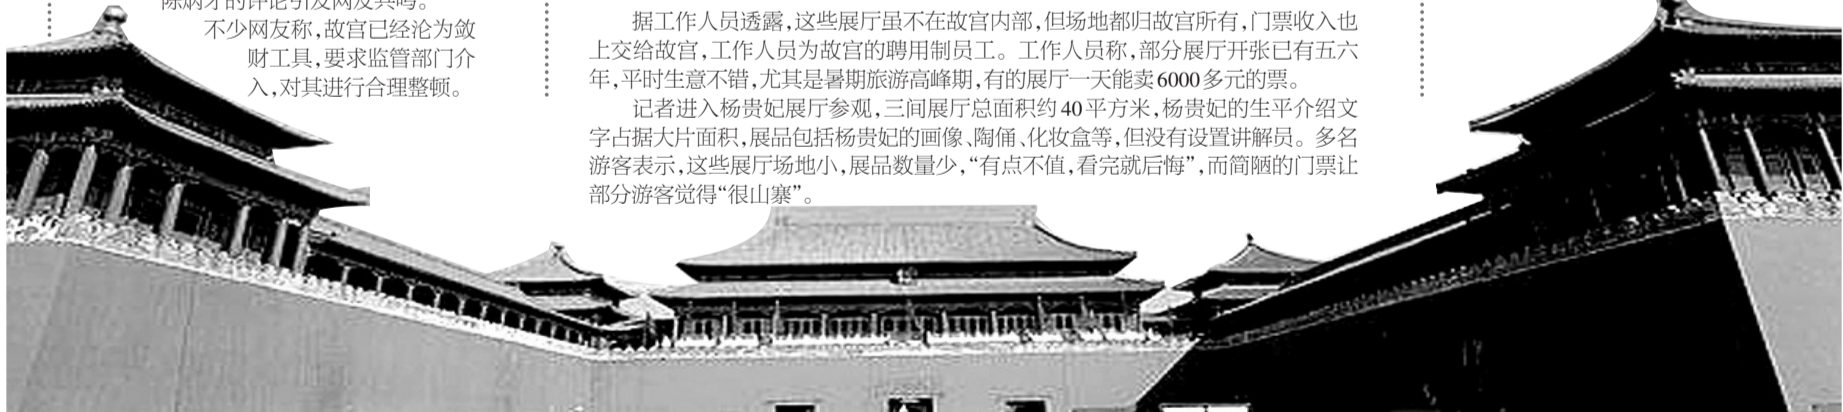 陈炳才的评论引发网友共鸣。
不少网友称，故宫已经沦为敛
财工具，要求监管部门介
入，对其进行合理整顿。
据工作人员透露，这些展厅虽不在故宫内部，但场地都归故宫所有，门票收入也
上交给故宫，工作人员为故宫的聘用制员工。工作人员称，部分展厅开张已有五六
年，平时生意不错，尤其是暑期旅游高峰期，有的展厅一天能卖6000多元的票。
记者进入杨贵妃展厅参观，三间展厅总面积约40平方米，杨贵妃的生平介绍文
字占据大片面积，展品包括杨贵妃的画像、陶俑、化妆盒等，但没有设置讲解员。多名
游客表示，这些展厅场地小，展品数量少，“有点不值，看完就后悔”，而简陋的门票让
部分游客觉得“很山寨”。